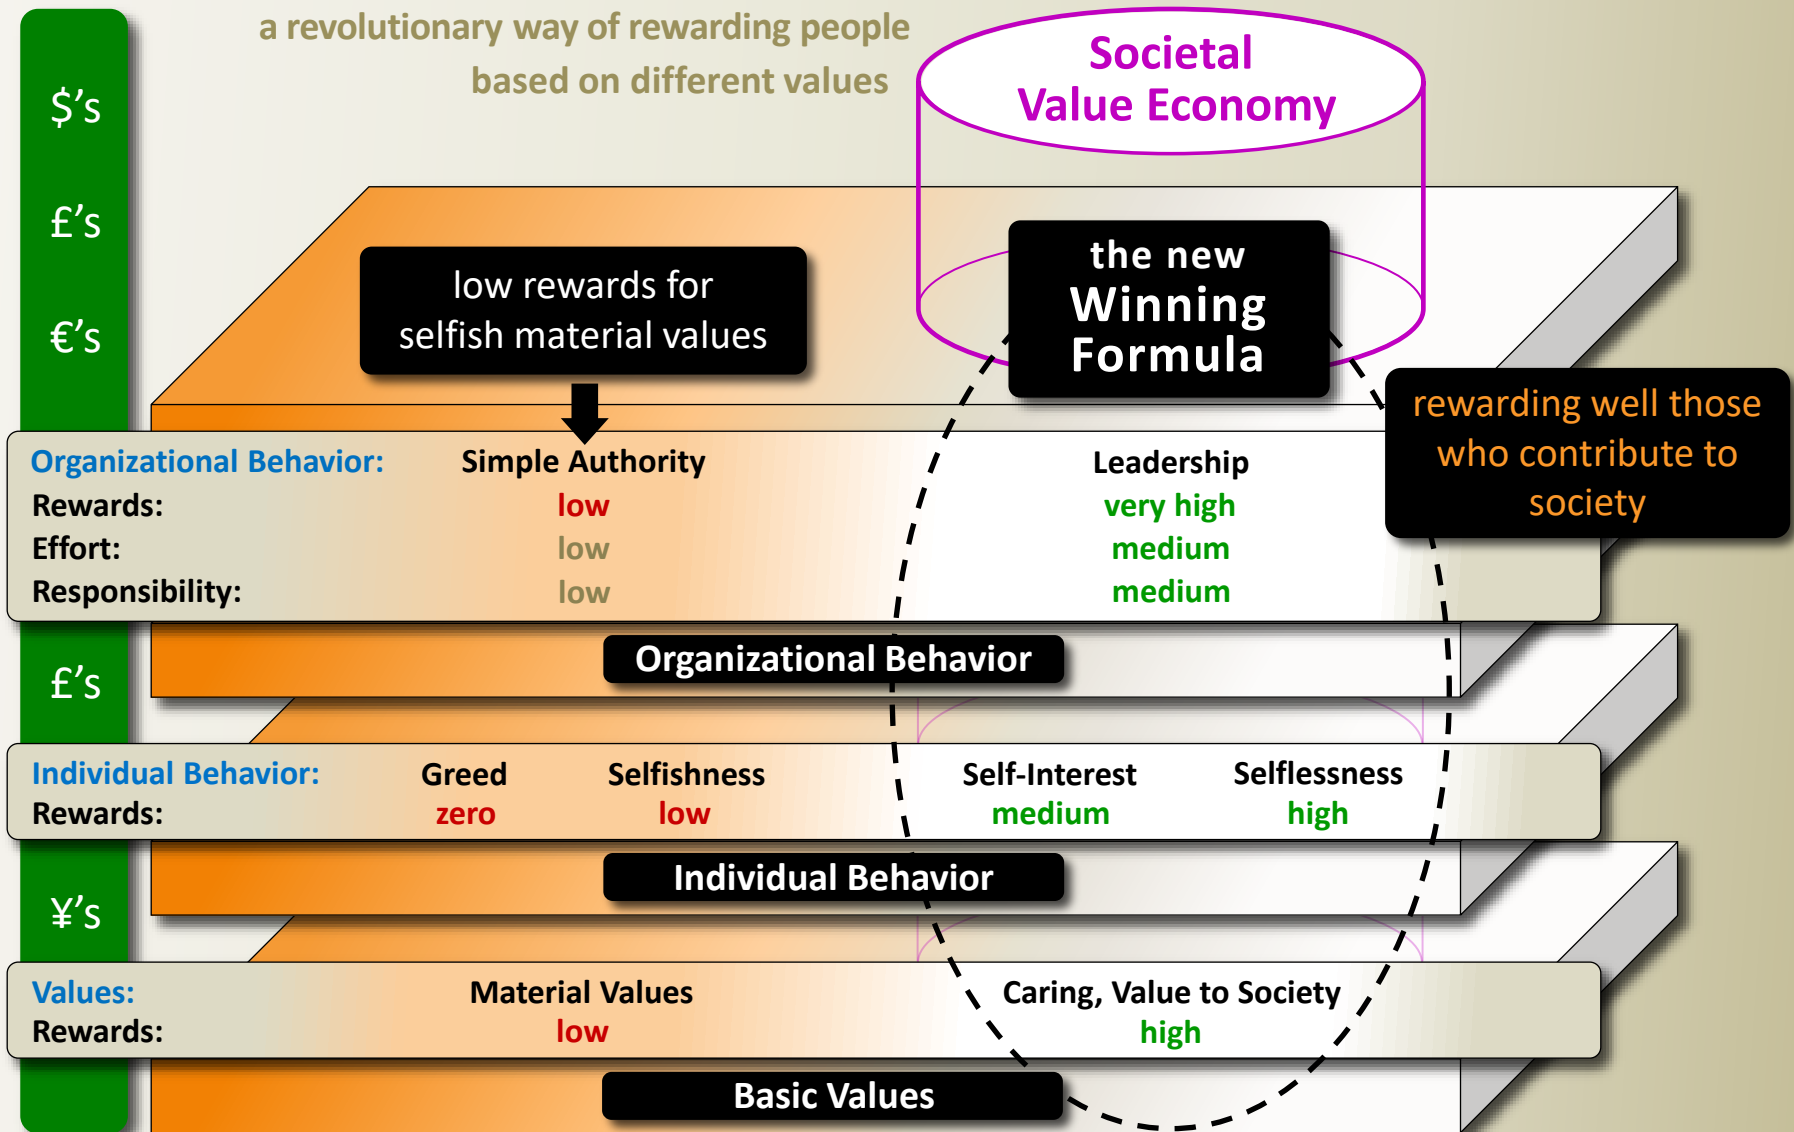 a revolutionary way of rewarding people
based on different values
Societal
Value Economy
$'s
£'s
€'s
£'s
¥'s
low rewards for
selfish material values
the new
Winning
Formula
rewarding well those
who contribute to
society
Organizational Behavior: Simple Authority Leadership
Rewards: low very high
Effort: low medium
Responsibility: low medium
Organizational Behavior
Individual Behavior: Greed Selfishness Self-Interest Selflessness
Rewards: zero low medium high
Individual Behavior
Values: Material Values Caring, Value to Society
Rewards: low high
Basic Values